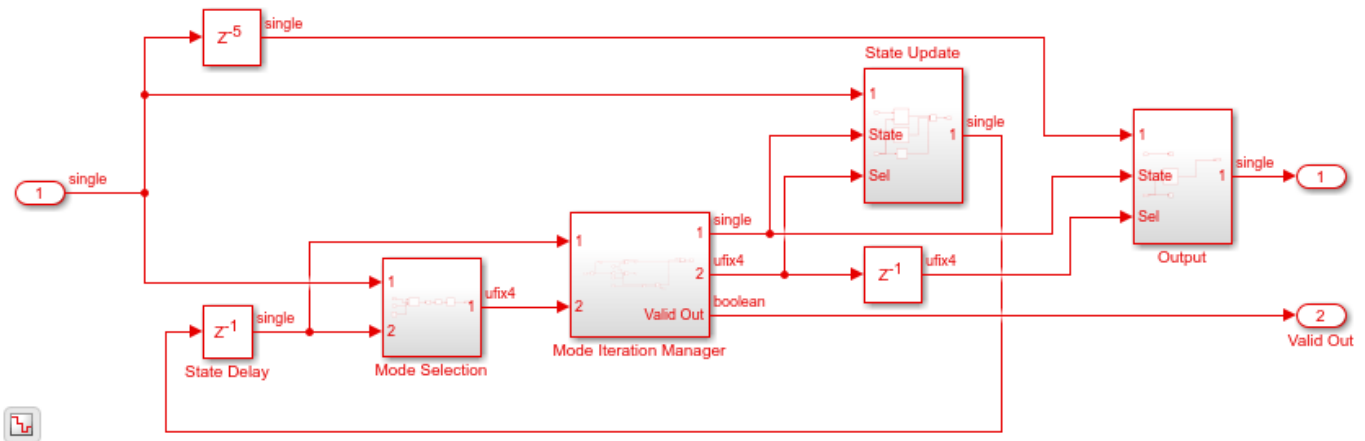 z-5
single
State Update
1
State
Sel
1
single
1
State
Sel
1
single
1
Output
1
single
1
2
Valid Out
single
ufix4
boolean
1
2
Mode Iteration Manager
z-1
ufix4
2
Valid Out
1
2
1
ufix4
Mode Selection
z-1
single
State Delay